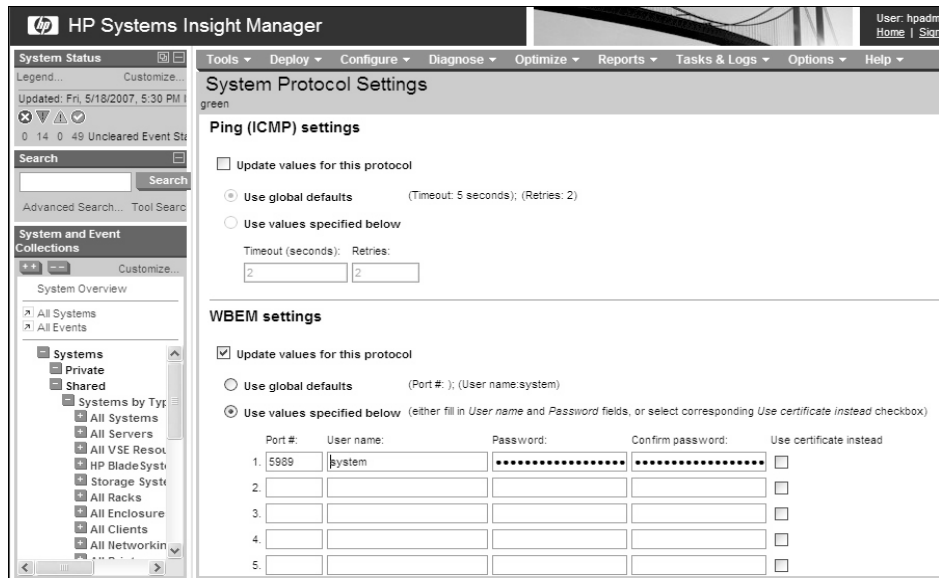 hp HP Systems Insight Manager
User: hpadm
Home | Sign
System Status
Legend... Customize...
Updated: Fri, 5/18/2007, 5:30 PM
0 14 0 49 Uncleared Event Sta
Search
Search
Advanced Search... Tool Searc
System and Event
Collections
Customize...
System Overview
All Systems
All Events
Systems
Private
Shared
Systems by Typ
All Systems
All Servers
All VSE Resou
HP BladeSyste
Storage Syste
All Racks
All Enclosure
All Clients
All Networkin
Tools Deploy Configure Diagnose Optimize Reports Tasks & Logs Options Help
System Protocol Settings
green
Ping (ICMP) settings
Update values for this protocol
Use global defaults (Timeout: 5 seconds); (Retries: 2)
Use values specified below
Timeout (seconds): Retries:
2 2
WBEM settings
Update values for this protocol
Use global defaults (Port #: ); (User name:system)
Use values specified below (either fill in User name and Password fields, or select corresponding Use certificate instead checkbox)
Port #: User name: Password: Confirm password: Use certificate instead
1. 5989 system •••••••••••••••••• ••••••••••••••••••
2.
3.
4.
5.